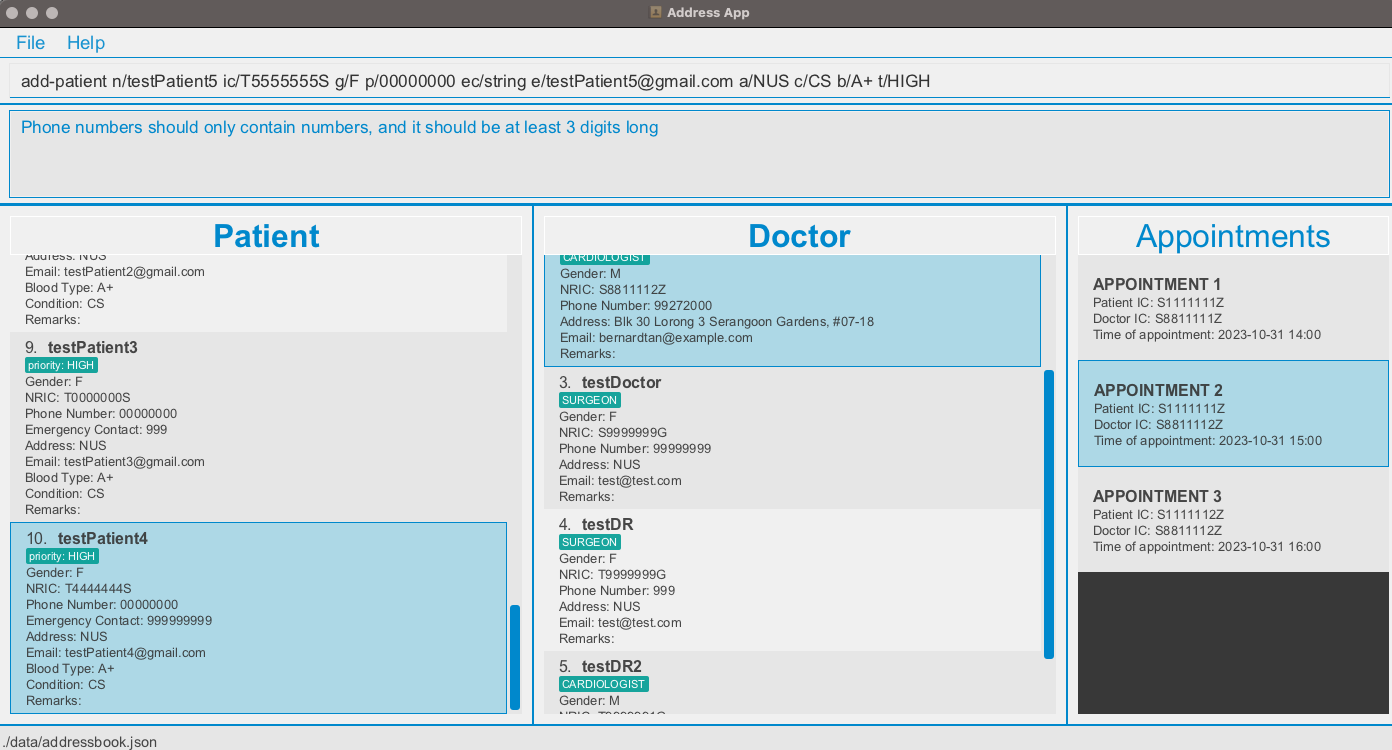 Address App
File Help
add-patient n/testPatient5 ic/T5555555S g/F p/00000000 ec/string e/testPatient5@gmail.com a/NUS c/CS b/A+ t/HIGH
Phone numbers should only contain numbers, and it should be at least 3 digits long
Patient
Address: NUS
Email: testPatient2@gmail.com
Blood Type: A+
Condition: CS
Remarks:
9. testPatient3
priority: HIGH
Gender: F
NRIC: T0000000S
Phone Number: 00000000
Emergency Contact: 999
Address: NUS
Email: testPatient3@gmail.com
Blood Type: A+
Condition: CS
Remarks:
10. testPatient4
priority: HIGH
Gender: F
NRIC: T4444444S
Phone Number: 00000000
Emergency Contact: 999999999
Address: NUS
Email: testPatient4@gmail.com
Blood Type: A+
Condition: CS
Remarks:
Doctor
CARDIOLOGIST
Gender: M
NRIC: S8811112Z
Phone Number: 99272000
Address: Blk 30 Lorong 3 Serangoon Gardens, #07-18
Email: bernardtan@example.com
Remarks:
3. testDoctor
SURGEON
Gender: F
NRIC: S9999999G
Phone Number: 99999999
Address: NUS
Email: test@test.com
Remarks:
4. testDR
SURGEON
Gender: F
NRIC: T9999999G
Phone Number: 999
Address: NUS
Email: test@test.com
Remarks:
5. testDR2
CARDIOLOGIST
Gender: M
Appointments
APPOINTMENT 1
Patient IC: S1111111Z
Doctor IC: S8811111Z
Time of appointment: 2023-10-31 14:00
APPOINTMENT 2
Patient IC: S1111111Z
Doctor IC: S8811112Z
Time of appointment: 2023-10-31 15:00
APPOINTMENT 3
Patient IC: S1111112Z
Doctor IC: S8811112Z
Time of appointment: 2023-10-31 16:00
./data/addressbook.json